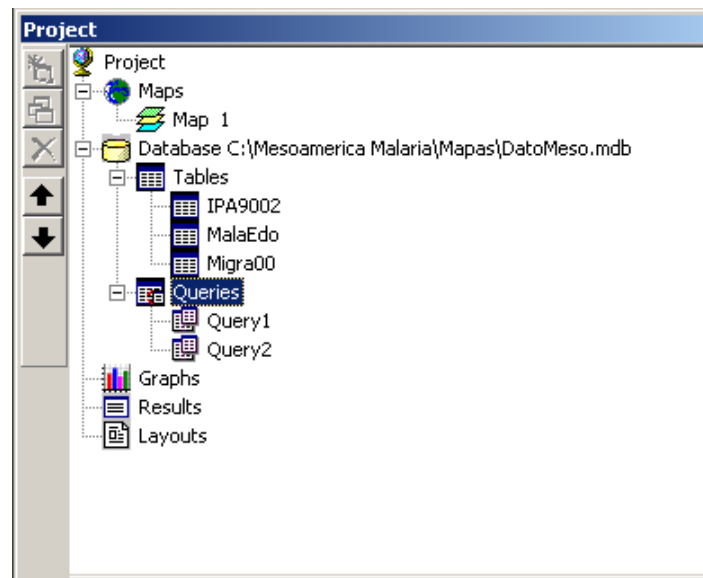 Project
Project
Maps
Map 1
Database C:\Mesoamerica Malaria\Mapas\DatoMeso.mdb
Tables
IPA9002
MalaEdo
Migra00
Queries
Query1
Query2
Graphs
Results
Layouts